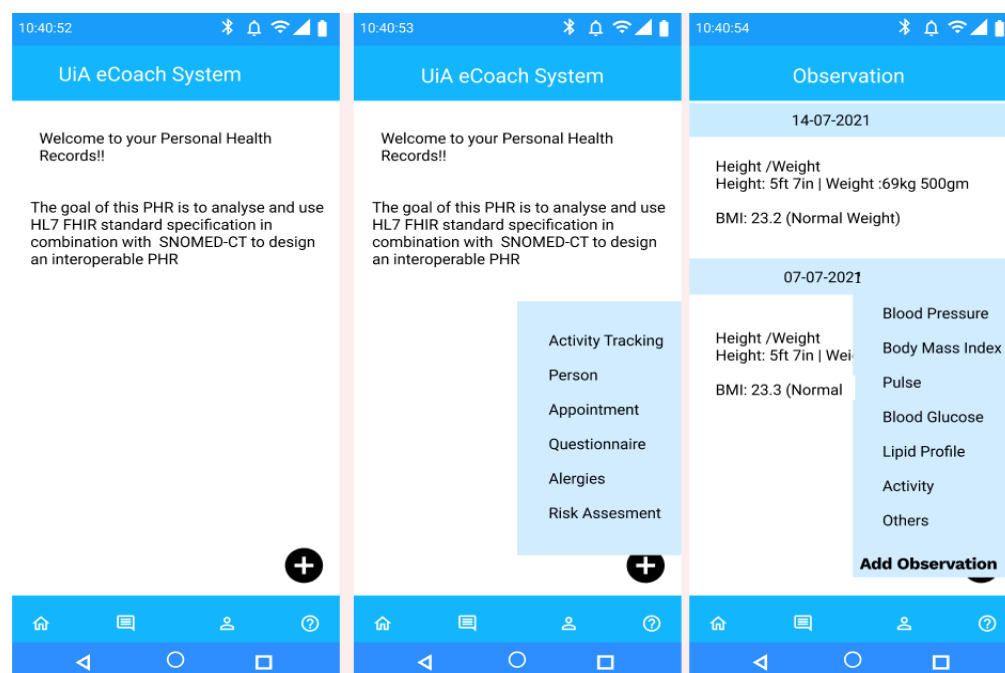 10:40:52
UiA eCoach System
Welcome to your Personal Health
Records!!
The goal of this PHR is to analyse and use
HL7 FHIR standard specification in
combination with SNOMED-CT to design
an interoperable PHR
10:40:53
UiA eCoach System
Welcome to your Personal Health
Records!!
The goal of this PHR is to analyse and use
HL7 FHIR standard specification in
combination with SNOMED-CT to design
an interoperable PHR
Activity Tracking
Person
Appointment
Questionnaire
Alergies
Risk Assesment
10:40:54
Observation
14-07-2021
Height /Weight
Height: 5ft 7in | Weight :69kg 500gm
BMI: 23.2 (Normal Weight)
07-07-2021
Height /Weight
Height: 5ft 7in | Wei
BMI: 23.3 (Normal
Blood Pressure
Body Mass Index
Pulse
Blood Glucose
Lipid Profile
Activity
Others
Add Observation